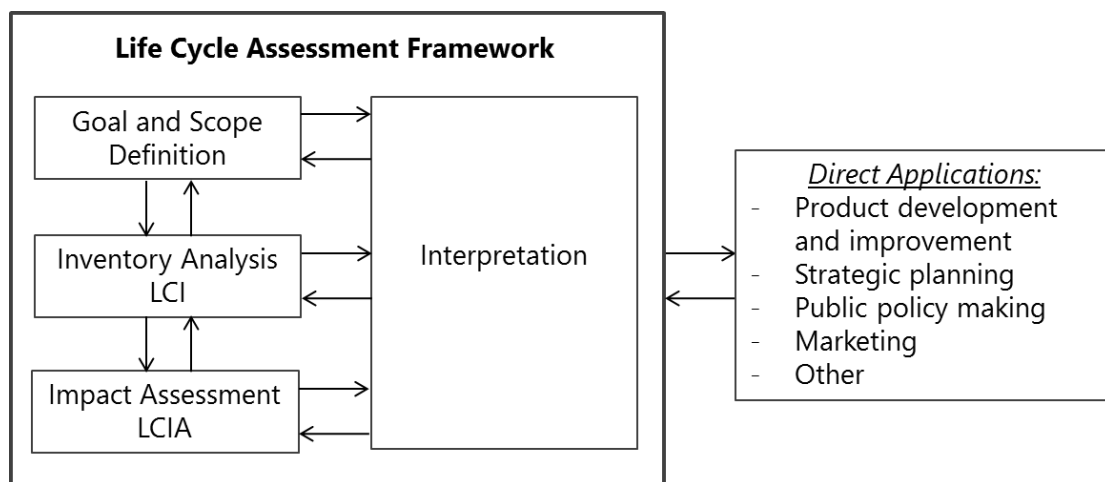 Life Cycle Assessment Framework
Goal and Scope
Definition
Inventory Analysis
LCI
Impact Assessment
LCIA
Interpretation
Direct Applications:
- Product development
and improvement
- Strategic planning
- Public policy making
- Marketing
- Other